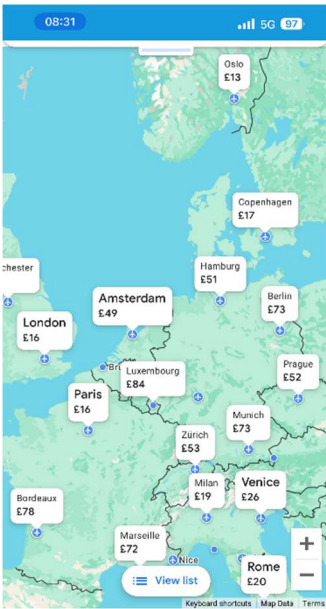 08:31
5G 97
Oslo
£13
Copenhagen
£17
chester
Hamburg
£51
Amsterdam
£49
Berlin
£73
London
£16
Bru
Luxembourg
£84
Prague
£52
Paris
£16
Munich
£73
Zürich
£53
Milan
£19
Venice
£26
Bordeaux
£78
Marseille
£72
Nice
Rome
£20
+
−
View list
Keyboard shortcuts Map Data Terms